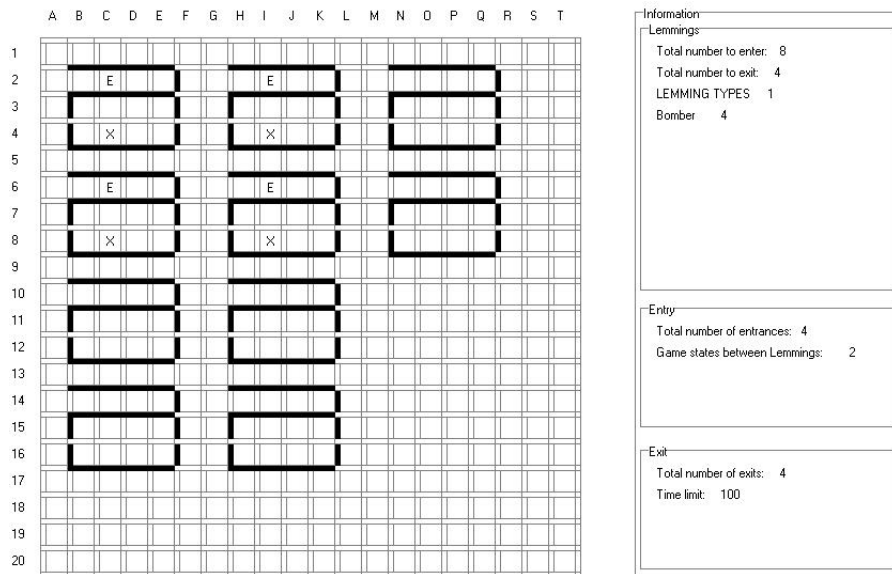 A B C D E F G H I J K L M N O P Q R S T
1
2 E E
3
4 X X
5
6 E E
7
8 X X
9
10
11
12
13
14
15
16
17
18
19
20
Information
Lemmings
Total number to enter: 8
Total number to exit: 4
LEMMING TYPES 1
Bomber 4
Entry
Total number of entrances: 4
Game states between Lemmings: 2
Exit
Total number of exits: 4
Time limit: 100